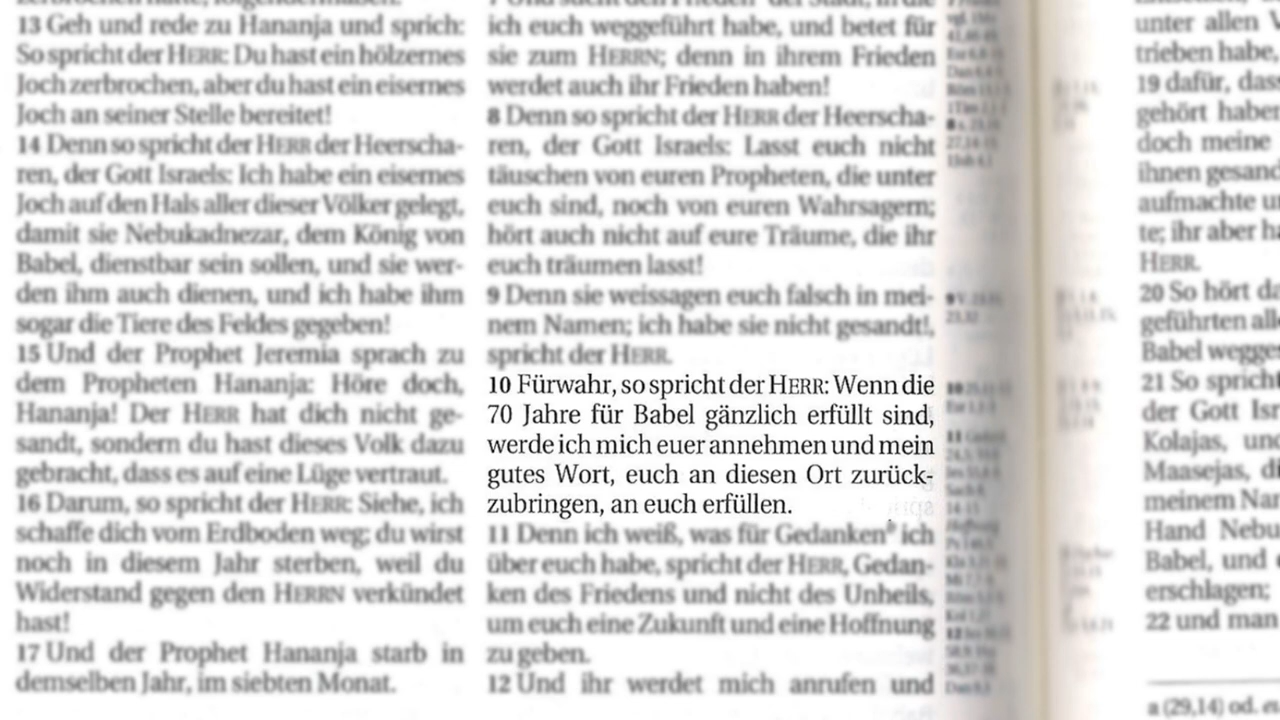 13 Geh und rede zu Hananja und sprich:
So spricht der HERR: Du hast ein hölzernes
Joch zerbrochen, aber du hast ein eisernes
Joch an seiner Stelle bereitet!
14 Denn so spricht der HERR der Heerscha-
ren, der Gott Israels: Ich habe ein eisernes
Joch auf den Hals aller dieser Völker gelegt,
damit sie Nebukadnezar, dem König von
Babel, dienstbar sein sollen, und sie wer-
den ihm auch dienen, und ich habe ihm
sogar die Tiere des Feldes gegeben!
15 Und der Prophet Jeremia sprach zu
dem Propheten Hananja: Höre doch,
Hananja! Der HERR hat dich nicht ge-
sandt, sondern du hast dieses Volk dazu
gebracht, dass es auf eine Lüge vertraut.
16 Darum, so spricht der HERR: Siehe, ich
schaffe dich vom Erdboden weg; du wirst
noch in diesem Jahr sterben, weil du
Widerstand gegen den HERRN verkündet
hast!
17 Und der Prophet Hananja starb in
demselben Jahr, im siebten Monat.
ich euch weggeführt habe, und betet für
sie zum HERRN; denn in ihrem Frieden
werdet auch ihr Frieden haben!
8 Denn so spricht der HERR der Heerscha-
ren, der Gott Israels: Lasst euch nicht
täuschen von euren Propheten, die unter
euch sind, noch von euren Wahrsagern;
hört auch nicht auf eure Träume, die ihr
euch träumen lasst!
9 Denn sie weissagen euch falsch in mei-
nem Namen; ich habe sie nicht gesandt!,
spricht der HERR.
10 Fürwahr, so spricht der HERR: Wenn die
70 Jahre für Babel gänzlich erfüllt sind,
werde ich mich euer annehmen und mein
gutes Wort, euch an diesen Ort zurück-
zubringen, an euch erfüllen.
11 Denn ich weiß, was für Gedanken ich
über euch habe, spricht der HERR, Gedan-
ken des Friedens und nicht des Unheils,
um euch eine Zukunft und eine Hoffnung
zu geben.
12 Und ihr werdet mich anrufen und
unter allen
trieben habe,
19 dafür, dass
gehört haben
doch meine
ihnen gesand
aufmachte
te; ihr aber
HERR.
20 So hört
geführten
Babel
21 So spricht
der Gott
Kolajas,
Maasejas,
meinem
Hand
Babel, und
erschlagen;
22 und man
a (29,14) od.